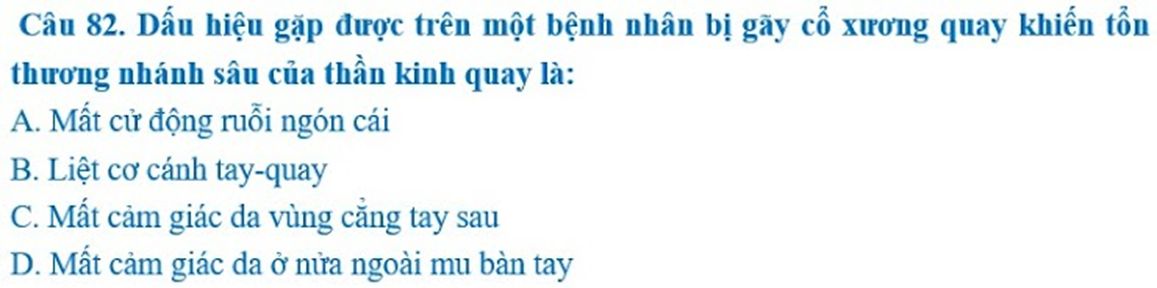 Câu 82. Dấu hiệu gặp được trên một bệnh nhân bị gãy cổ xương quay khiến tổn
thương nhánh sâu của thần kinh quay là:
A. Mất cử động ruỗi ngón cái
B. Liệt cơ cánh tay-quay
C. Mất cảm giác da vùng cẳng tay sau
D. Mất cảm giác da ở nửa ngoài mu bàn tay